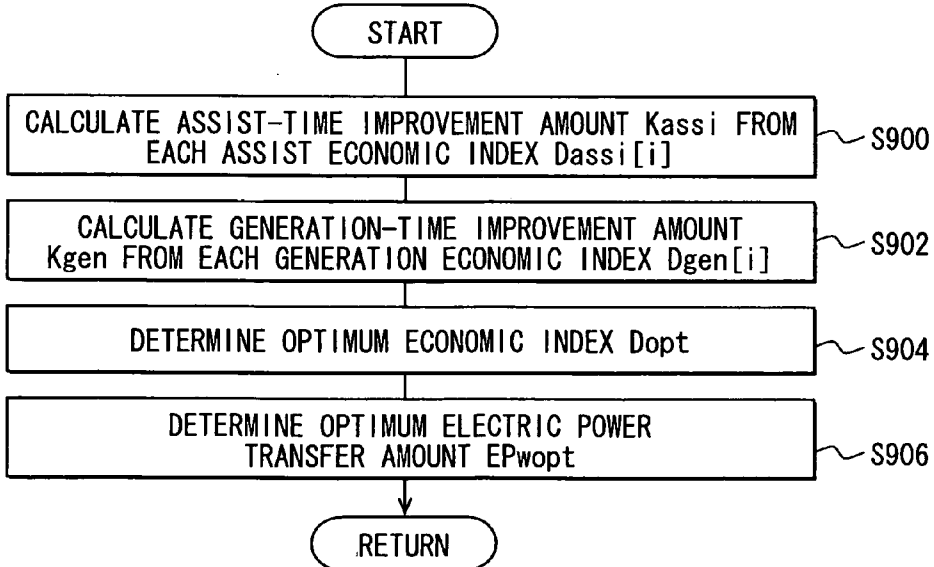 START
CALCULATE ASSIST-TIME IMPROVEMENT AMOUNT Kassi FROM
EACH ASSIST ECONOMIC INDEX Dassi[i]
S900
CALCULATE GENERATION-TIME IMPROVEMENT AMOUNT
Kgen FROM EACH GENERATION ECONOMIC INDEX Dgen[i]
S902
DETERMINE OPTIMUM ECONOMIC INDEX Dopt
S904
DETERMINE OPTIMUM ELECTRIC POWER
TRANSFER AMOUNT EPwopt
S906
RETURN